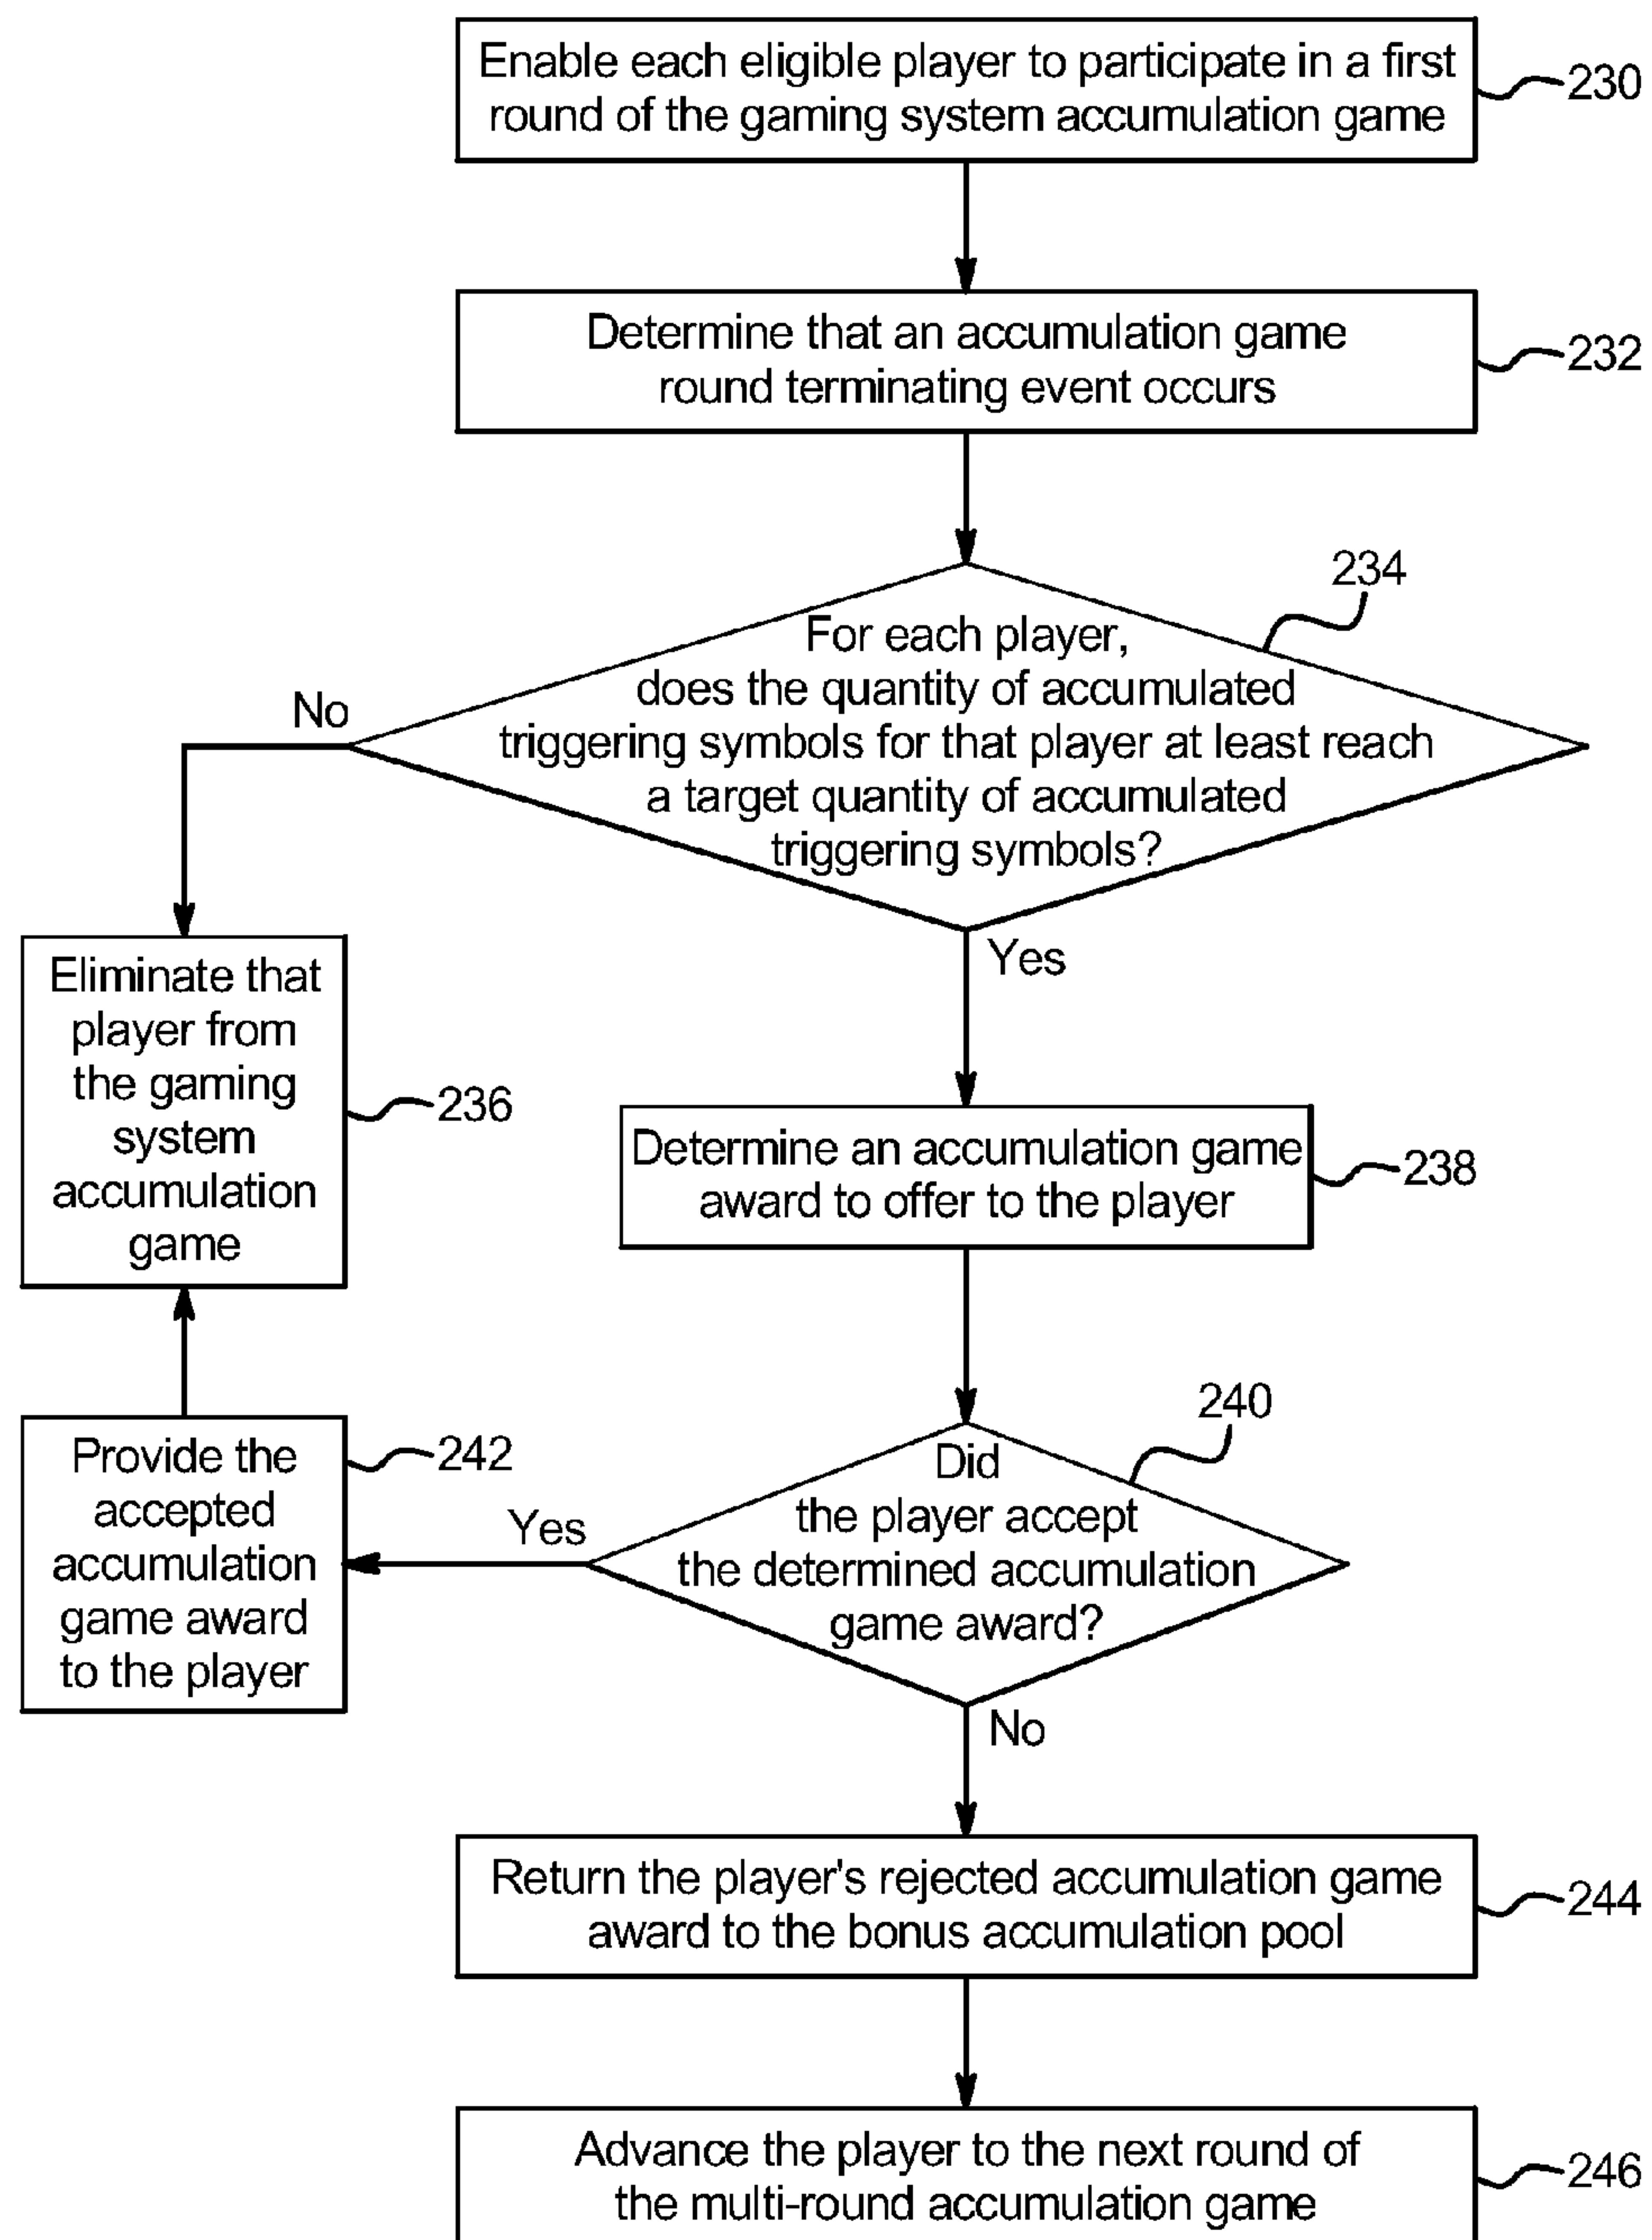 Enable each eligible player to participate in a first
round of the gaming system accumulation game
230
Determine that an accumulation game
round terminating event occurs
232
234
For each player,
does the quantity of accumulated
triggering symbols for that player at least reach
a target quantity of accumulated
triggering symbols?
No
Yes
Eliminate that
player from
the gaming
system
accumulation
game
236
Determine an accumulation game
award to offer to the player
238
240
Did
the player accept
the determined accumulation
game award?
Yes
No
Provide the
accepted
accumulation
game award
to the player
242
Return the player's rejected accumulation game
award to the bonus accumulation pool
244
Advance the player to the next round of
the multi-round accumulation game
246